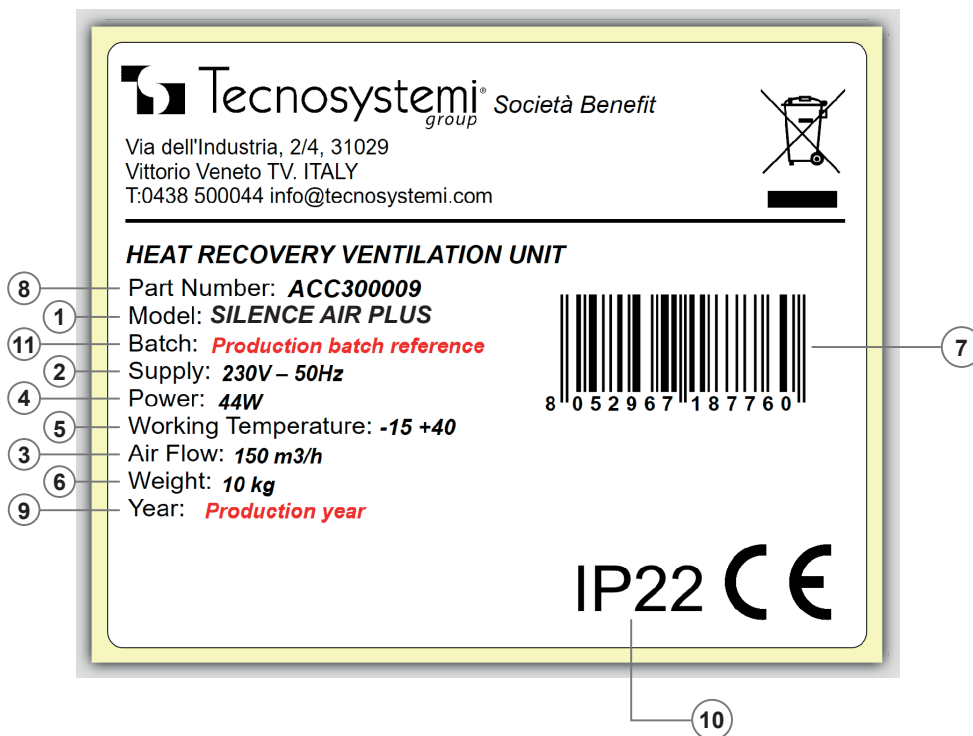 Tecnosystemi® group Società Benefit
Via dell'Industria, 2/4, 31029
Vittorio Veneto TV. ITALY
T:0438 500044 info@tecnosystemi.com
HEAT RECOVERY VENTILATION UNIT
8 Part Number: ACC300009
1 Model: SILENCE AIR PLUS
11 Batch: Production batch reference
2 Supply: 230V – 50Hz
4 Power: 44W
5 Working Temperature: -15 +40
3 Air Flow: 150 m3/h
6 Weight: 10 kg
9 Year: Production year
7
8 052967 187760
IP22 CE
10